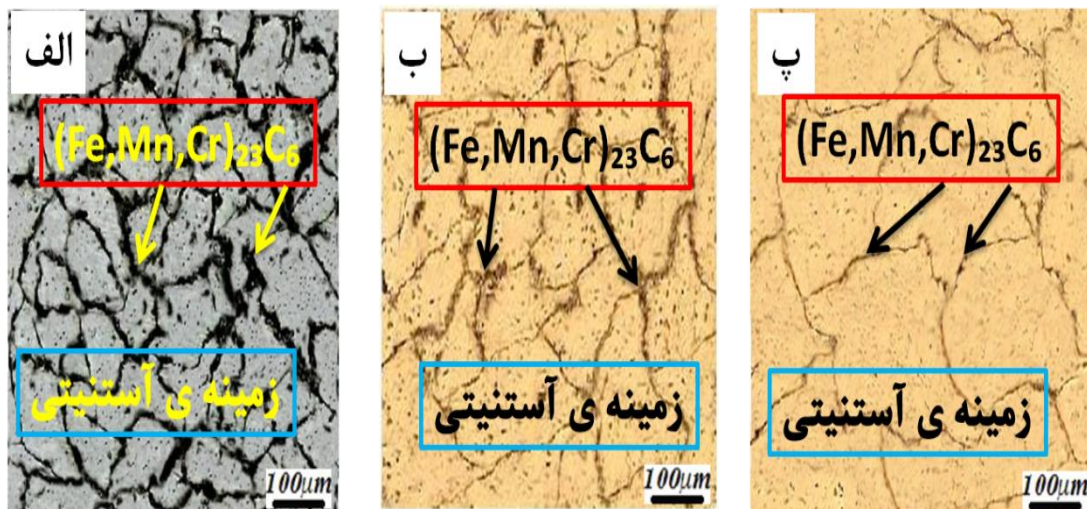 الف
(Fe,Mn,Cr)₂₃C₆
زمینه ی آستنیتی
100μm
ب
(Fe,Mn,Cr)₂₃C₆
زمینه ی آستنیتی
100μm
پ
(Fe,Mn,Cr)₂₃C₆
زمینه ی آستنیتی
100μm